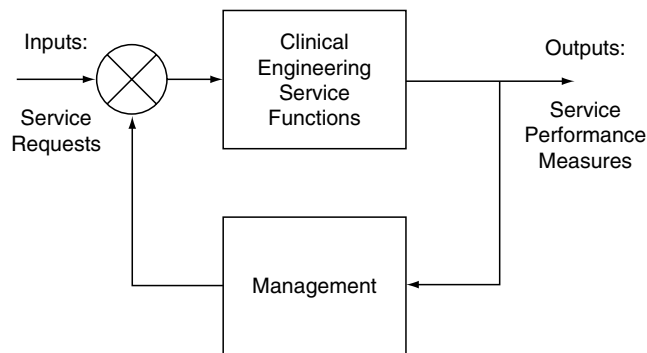 Inputs:
Service
Requests
Clinical
Engineering
Service
Functions
Outputs:
Service
Performance
Measures
Management